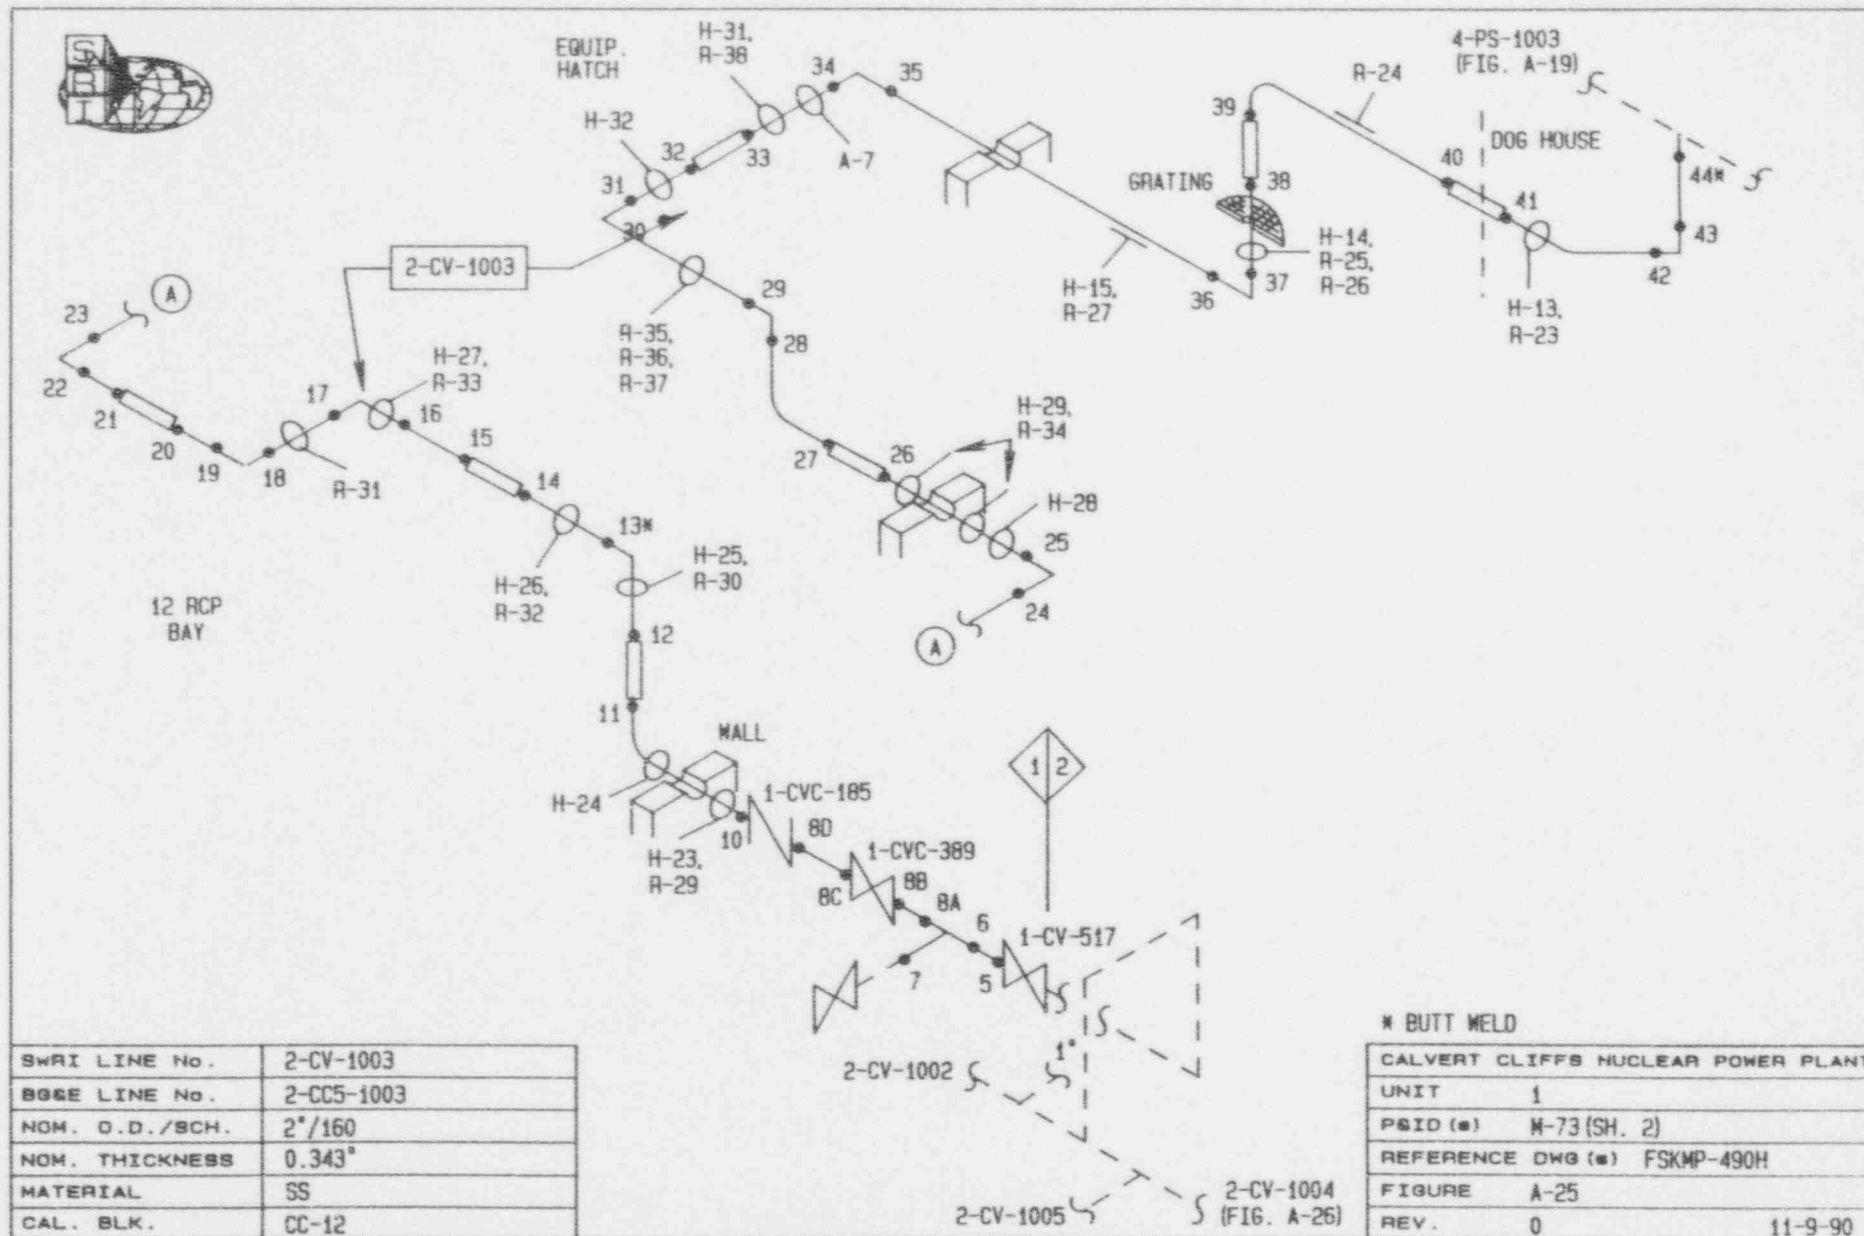 SRI
EQUIP.
HATCH
H-31,
R-38
34
35
4-PS-1003
(FIG. A-19)
R-24
H-32
32
33
A-7
39
40
DOG HOUSE
44*
31
30
GRATING
38
41
43
42
2-CV-1003
A
23
29
H-15,
R-27
36
37
H-14,
R-25,
R-26
H-13,
R-23
R-35,
R-36,
R-37
28
22
21
20
19
18
17
H-27,
R-33
16
15
14
R-31
13*
H-26,
R-32
H-25,
R-30
12
H-29,
R-34
27
26
H-28
25
24
A
12 RCP
BAY
11
WALL
H-24
1-CVC-185
1 2
10
8D
H-23,
R-29
1-CVC-389
8C
8B
8A
6
1-CV-517
7
5
1"
2-CV-1002
2-CV-1005
2-CV-1004
(FIG. A-26)
* BUTT WELD
SwRI LINE No. 2-CV-1003
BG&E LINE No. 2-CC5-1003
NOM. O.D./SCH. 2"/160
NOM. THICKNESS 0.343"
MATERIAL SS
CAL. BLK. CC-12
CALVERT CLIFFS NUCLEAR POWER PLANT
UNIT 1
P&ID(s) M-73(SH. 2)
REFERENCE DWG(s) FSKMP-490H
FIGURE A-25
REV. 0 11-9-90